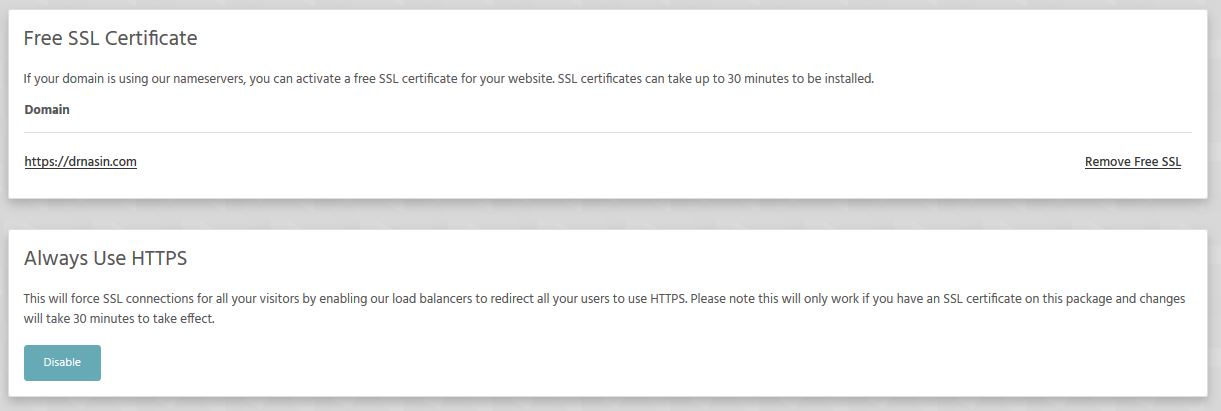 Free SSL Certificate
If your domain is using our nameservers, you can activate a free SSL certificate for your website. SSL certificates can take up to 30 minutes to be installed.
Domain
https://drnasin.com
Remove Free SSL
Always Use HTTPS
This will force SSL connections for all your visitors by enabling our load balancers to redirect all your users to use HTTPS. Please note this will only work if you have an SSL certificate on this package and changes
will take 30 minutes to take effect.
Disable